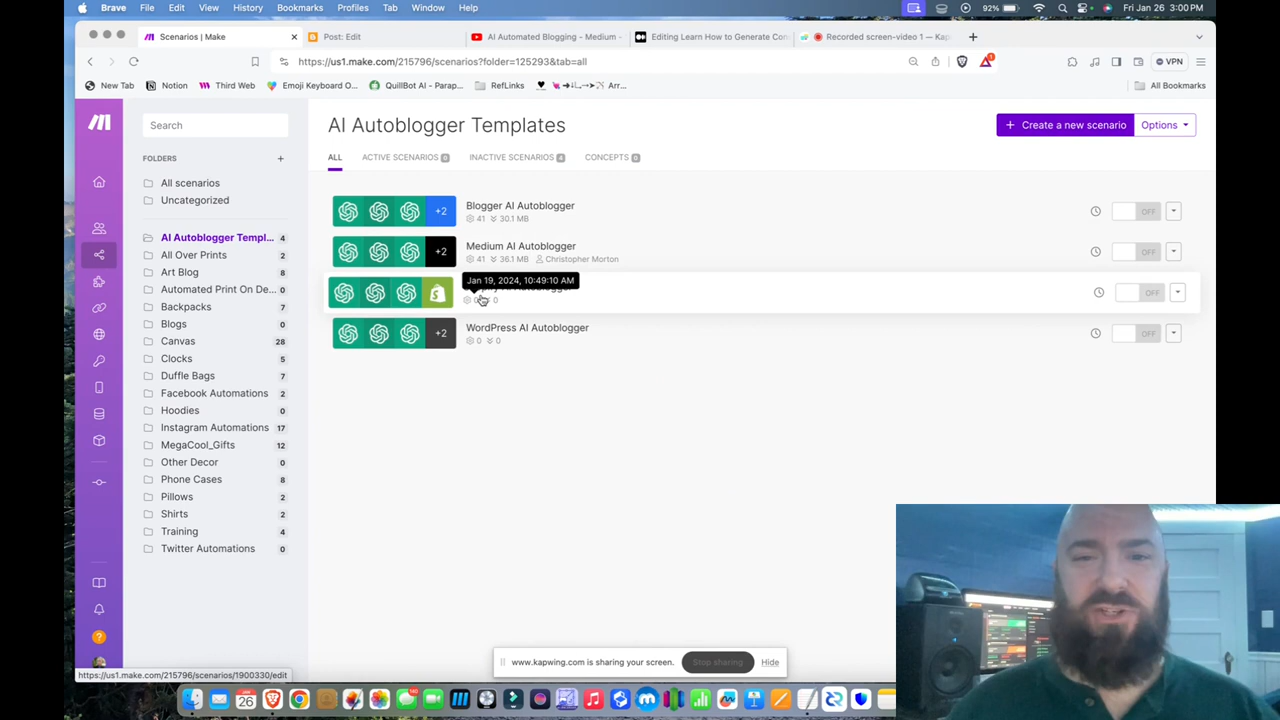 Brave File Edit View History Bookmarks Profiles Tab Window Help 92% Fri Jan 26 3:00 PM
Scenarios | Make
Post: Edit
AI Automated Blogging - Medium -
Editing Learn How to Generate Con
Recorded screen-video 1 — Kap
https://us1.make.com/215796/scenarios?folder=125293&tab=all
VPN
New Tab Notion Third Web Emoji Keyboard O... QuillBot AI - Parap... RefLinks Arr... All Bookmarks
Search
FOLDERS +
All scenarios
Uncategorized
AI Autoblogger Templ... 4
All Over Prints 2
Art Blog 8
Automated Print On De... 0
Backpacks 7
Blogs
Canvas 28
Clocks 5
Duffle Bags 7
Facebook Automations 2
Hoodies 0
Instagram Automations 17
MegaCool_Gifts 12
Other Decor 0
Phone Cases 8
Pillows 2
Shirts 2
Training 4
Twitter Automations 0
AI Autoblogger Templates
+ Create a new scenario
Options
ALL ACTIVE SCENARIOS 0 INACTIVE SCENARIOS 4 CONCEPTS 0
+2 Blogger AI Autoblogger OFF
41 30.1 MB
+2 Medium AI Autoblogger OFF
41 36.1 MB Christopher Morton
Jan 19, 2024, 10:49:10 AM
OFF
0 0
+2 WordPress AI Autoblogger OFF
0 0
www.kapwing.com is sharing your screen. Stop sharing Hide
https://us1.make.com/215796/scenarios/1900330/edit
26